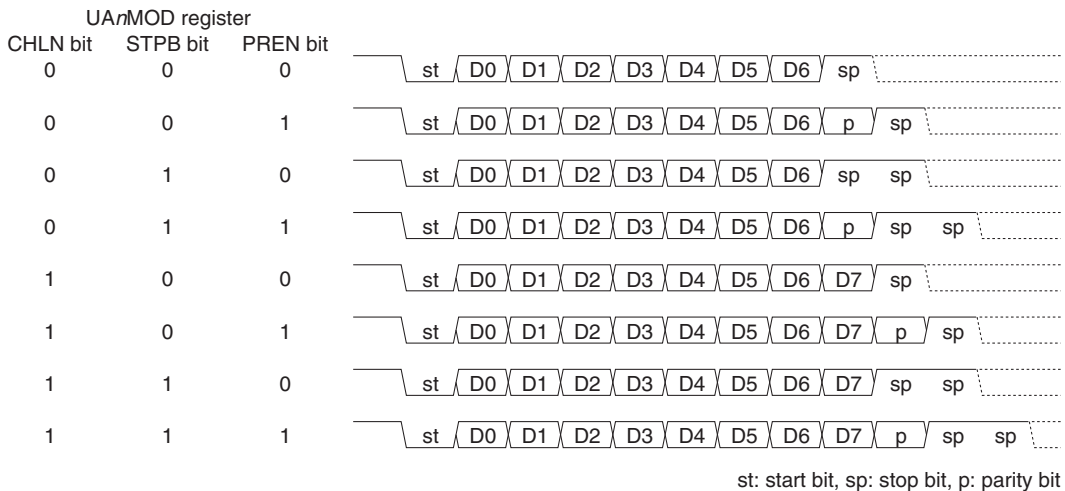 UAnMOD register
CHLN bit STPB bit PREN bit
0 0 0 st D0 D1 D2 D3 D4 D5 D6 sp
0 0 1 st D0 D1 D2 D3 D4 D5 D6 p sp
0 1 0 st D0 D1 D2 D3 D4 D5 D6 sp sp
0 1 1 st D0 D1 D2 D3 D4 D5 D6 p sp sp
1 0 0 st D0 D1 D2 D3 D4 D5 D6 D7 sp
1 0 1 st D0 D1 D2 D3 D4 D5 D6 D7 p sp
1 1 0 st D0 D1 D2 D3 D4 D5 D6 D7 sp sp
1 1 1 st D0 D1 D2 D3 D4 D5 D6 D7 p sp sp
st: start bit, sp: stop bit, p: parity bit